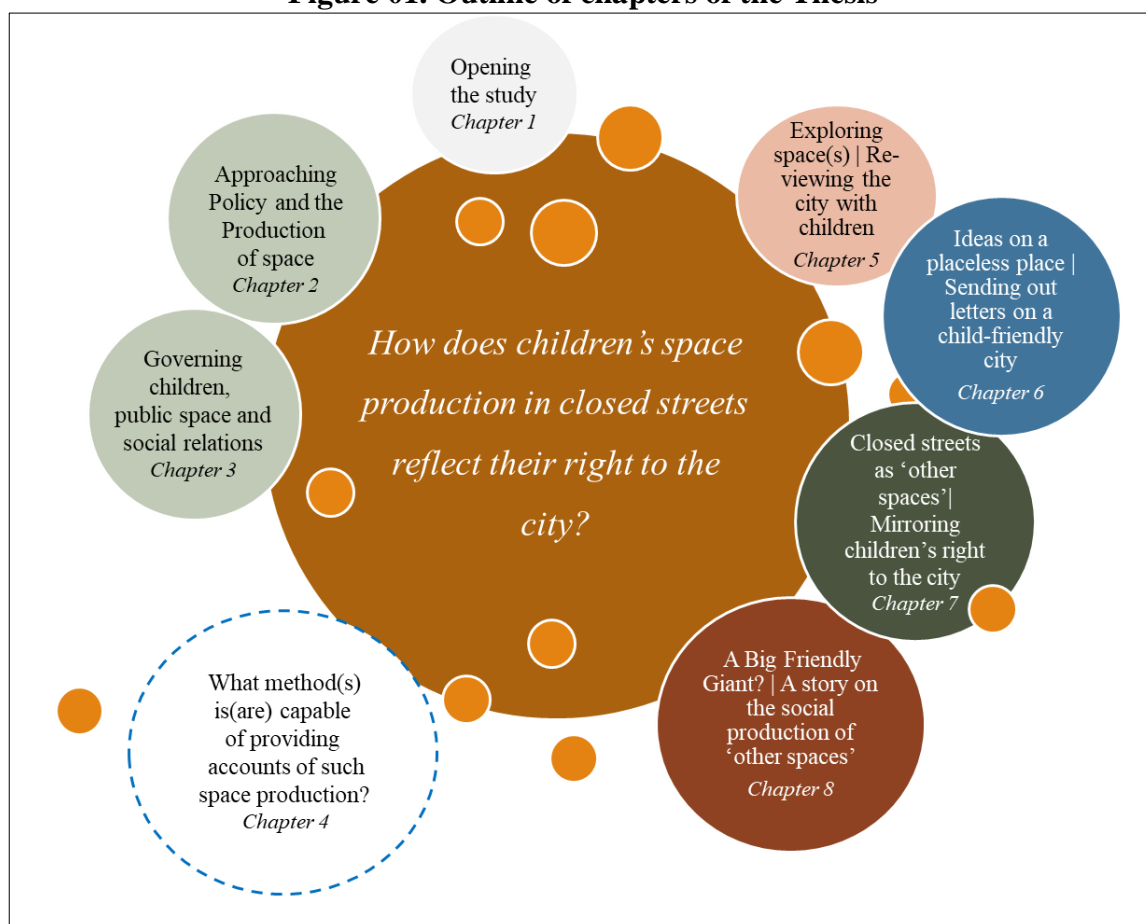 Figure 01. Outline of chapters of the Thesis
Opening
the study
Chapter 1
Approaching
Policy and the
Production
of space
Chapter 2
Governing
children,
public space and
social relations
Chapter 3
What method(s)
is(are) capable
of providing
accounts of such
space production?
Chapter 4
How does children’s space
production in closed streets
reflect their right to the
city?
Exploring
space(s) | Re-
viewing the
city with
children
Chapter 5
Ideas on a
placeless place |
Sending out
letters on a
child-friendly
city
Chapter 6
Closed streets
as ‘other
spaces’|
Mirroring
children’s right
to the city
Chapter 7
A Big Friendly
Giant? | A story on
the social
production of
‘other spaces’
Chapter 8